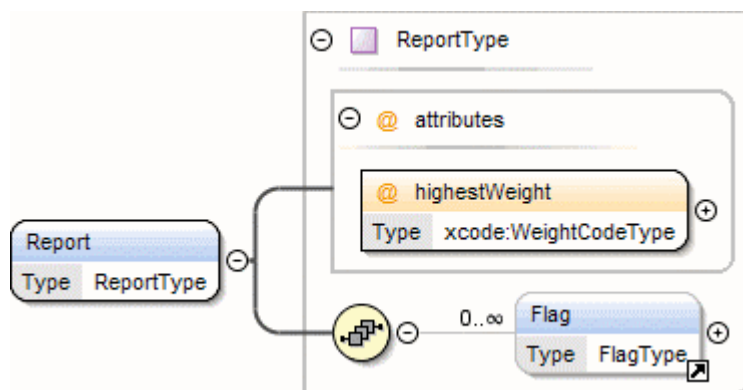 ReportType
@ attributes
@ highestWeight
Type xcode:WeightCodeType
Report
Type ReportType
0..∞
Flag
Type FlagType